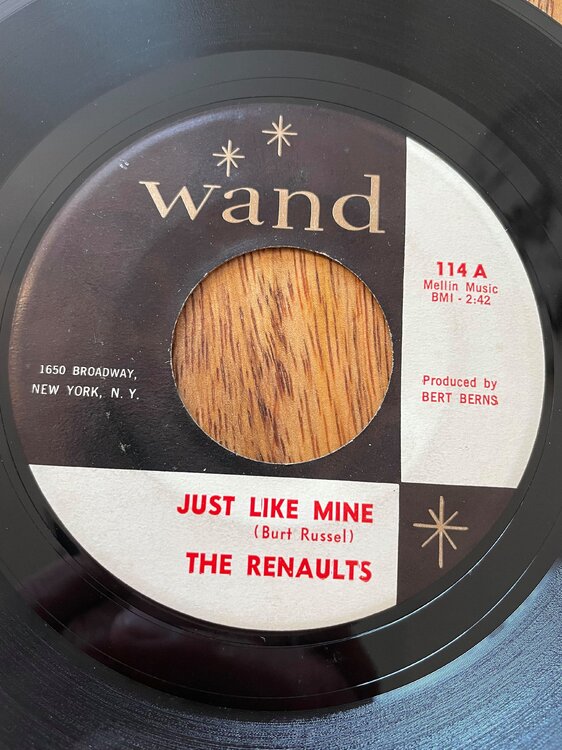 wand
114 A
Mellin Music
BMI - 2:42
1650 BROADWAY,
NEW YORK, N. Y.
Produced by
BERT BERNS
JUST LIKE MINE
(Burt Russel)
THE RENAULTS